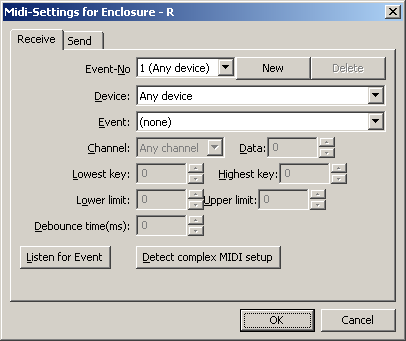 Midi-Settings for Enclosure - R
Receive Send
Event-No 1 (Any device) New Delete
Device: Any device
Event: (none)
Channel: Any channel Data: 0
Lowest key: 0 Highest key: 0
Lower limit: 0 Upper limit: 0
Debounce time(ms): 0
Listen for Event Detect complex MIDI setup
OK Cancel